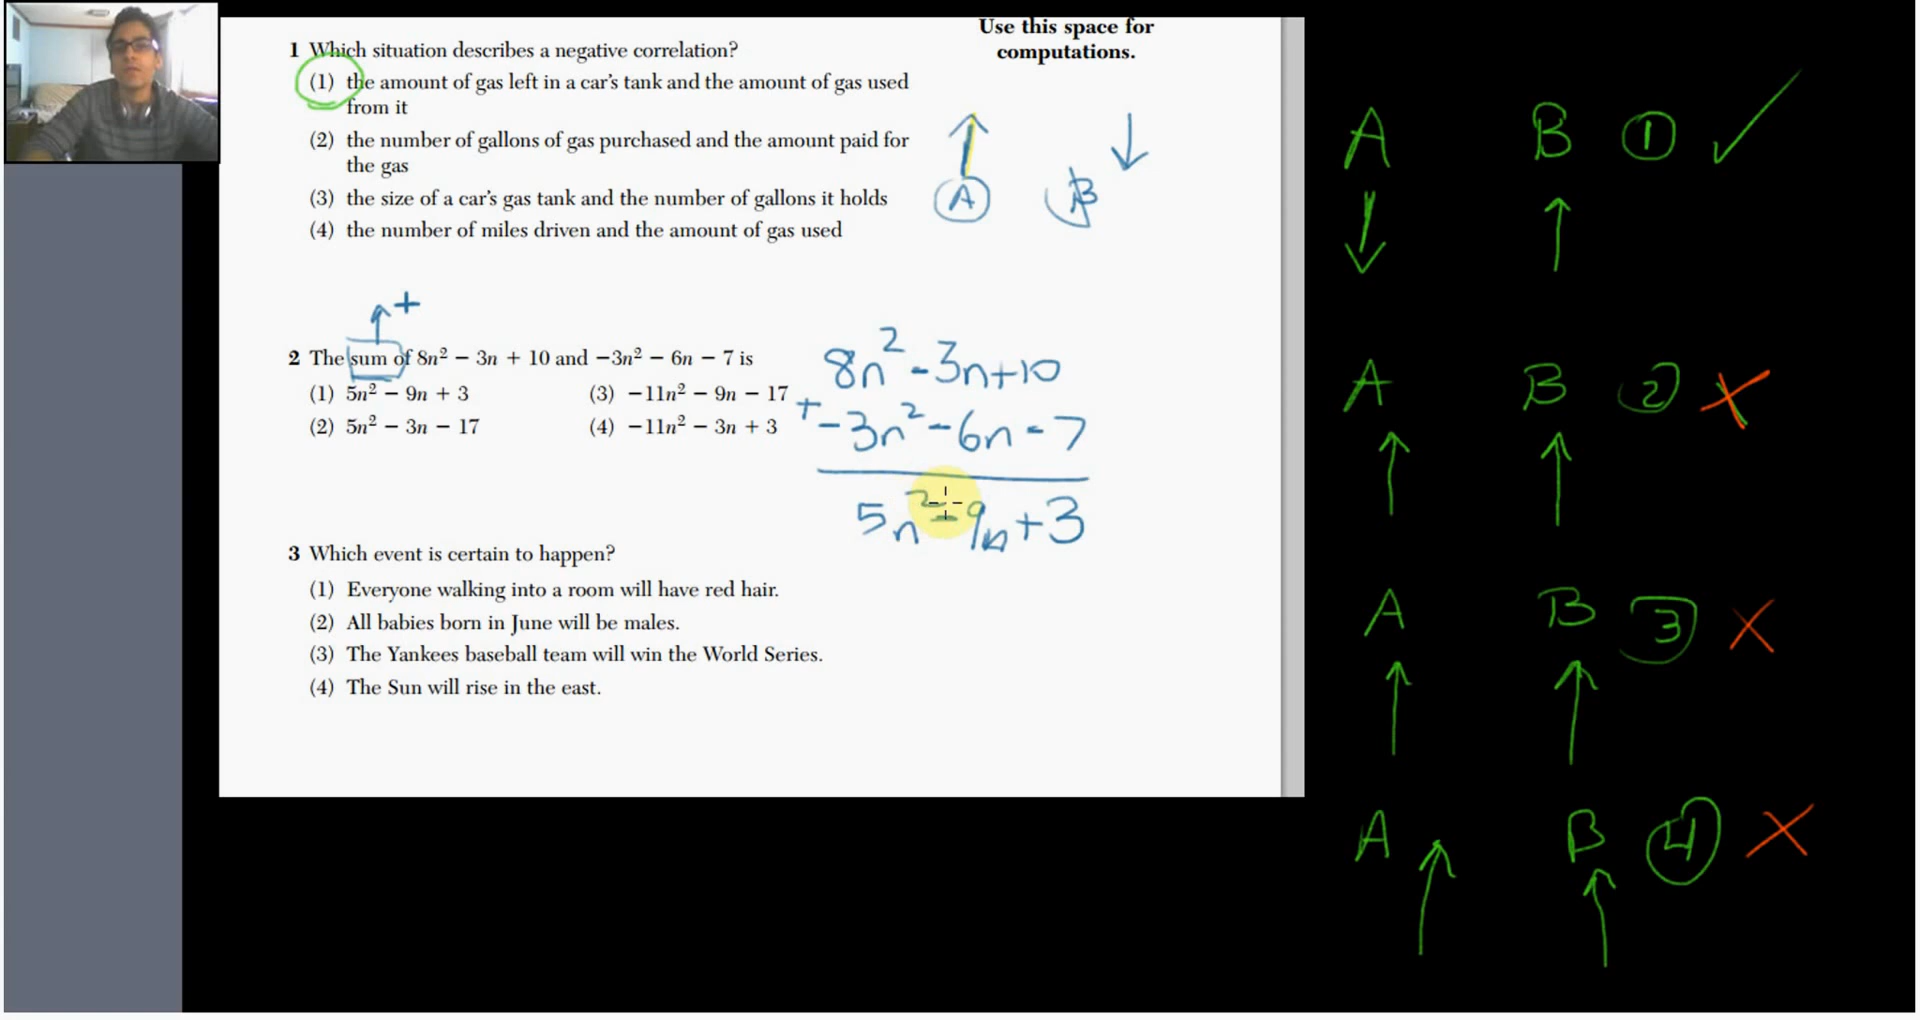 Use this space for
computations.
1 Which situation describes a negative correlation?
(1) the amount of gas left in a car's tank and the amount of gas used
from it
(2) the number of gallons of gas purchased and the amount paid for
the gas
(3) the size of a car's gas tank and the number of gallons it holds
(4) the number of miles driven and the amount of gas used
A B
+
2 The sum of 8n² − 3n + 10 and −3n² − 6n − 7 is
(1) 5n² − 9n + 3 (3) −11n² − 9n − 17
(2) 5n² − 3n − 17 (4) −11n² − 3n + 3
8n² - 3n + 10
+ - 3n² - 6n - 7
5n² - 9n + 3
3 Which event is certain to happen?
(1) Everyone walking into a room will have red hair.
(2) All babies born in June will be males.
(3) The Yankees baseball team will win the World Series.
(4) The Sun will rise in the east.
A B 1
A B 2
A B 3
A B 4